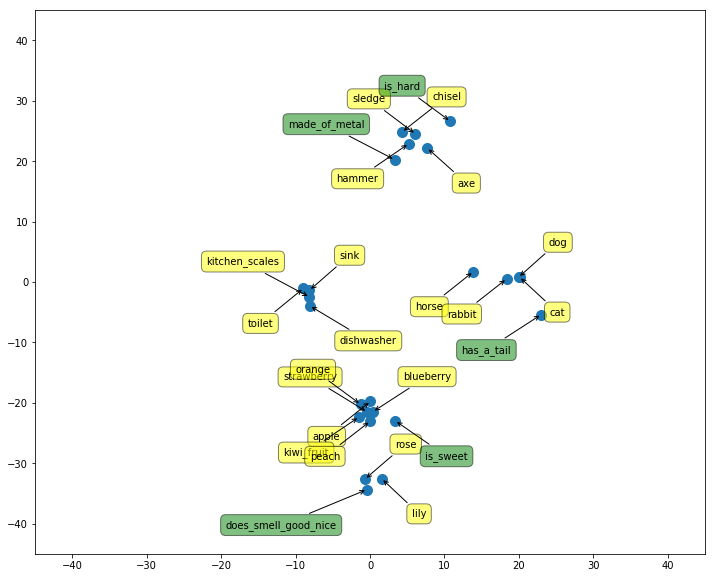 40
30
20
10
0
−10
−20
−30
−40
−40
−30
−20
−10
0
10
20
30
40
is_hard
sledge
chisel
made_of_metal
hammer
axe
kitchen_scales
sink
toilet
dishwasher
dog
horse
rabbit
cat
has_a_tail
orange
strawberry
blueberry
apple
kiwi_fruit
peach
is_sweet
rose
lily
does_smell_good_nice